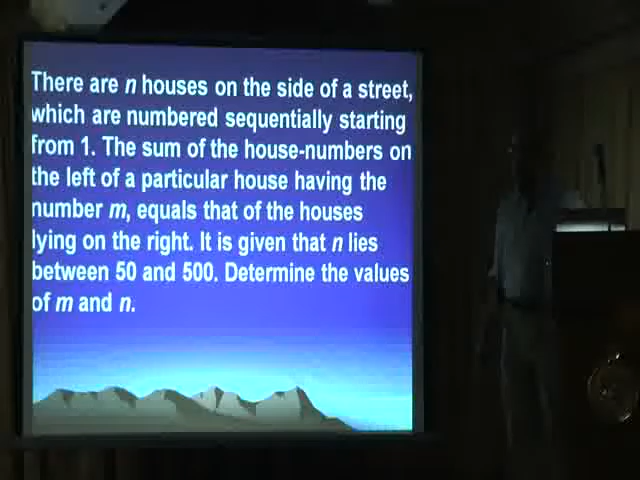 There are n houses on the side of a street,
which are numbered sequentially starting
from 1. The sum of the house-numbers on
the left of a particular house having the
number m, equals that of the houses
lying on the right. It is given that n lies
between 50 and 500. Determine the values
of m and n.